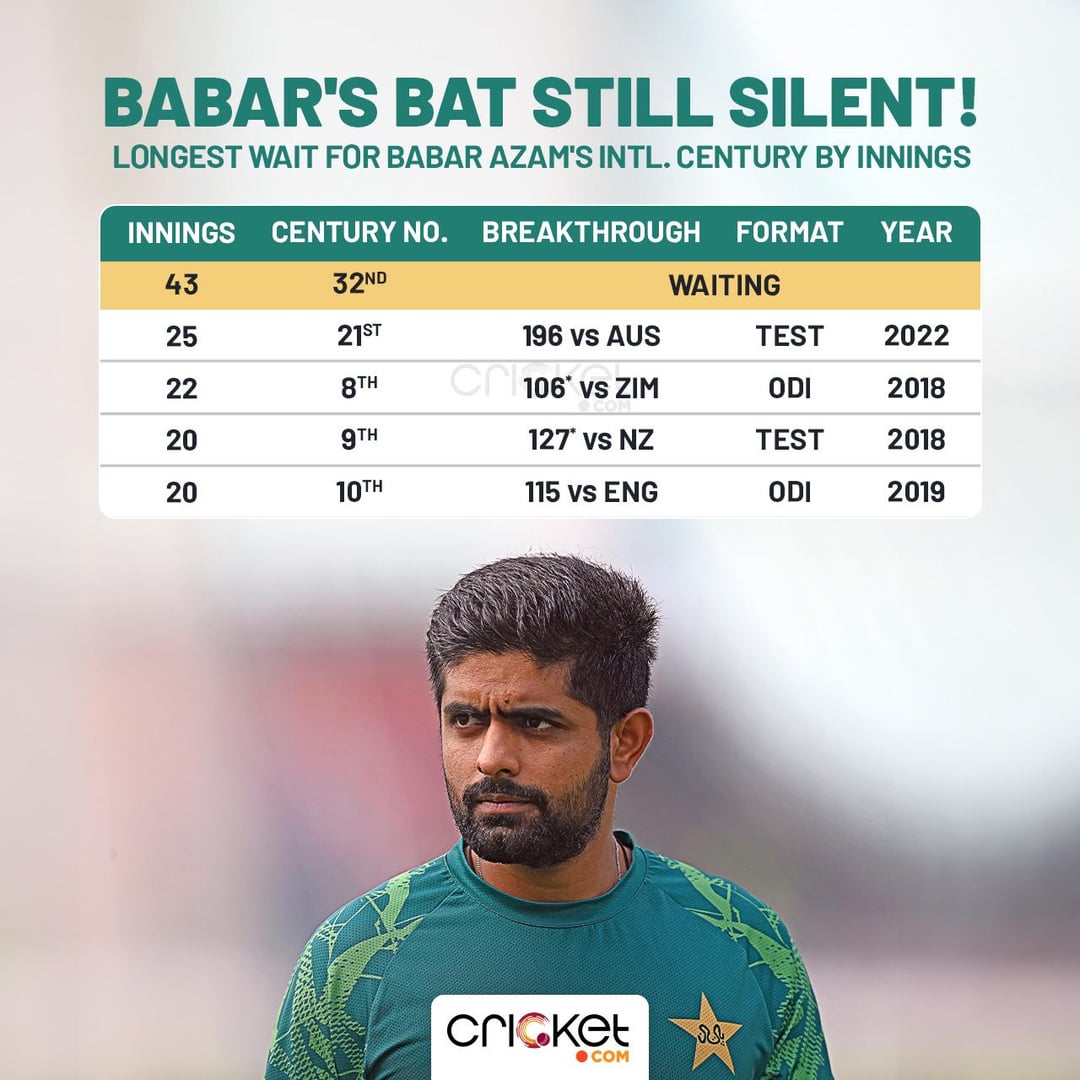 BABAR'S BAT STILL SILENT!
LONGEST WAIT FOR BABAR AZAM'S INTL. CENTURY BY INNINGS
INNINGS CENTURY NO. BREAKTHROUGH FORMAT YEAR
43 32ND WAITING
25 21ST 196 vs AUS TEST 2022
22 8TH 106* vs ZIM ODI 2018
20 9TH 127* vs NZ TEST 2018
20 10TH 115 vs ENG ODI 2019
cricket
.COM
cricket
.COM